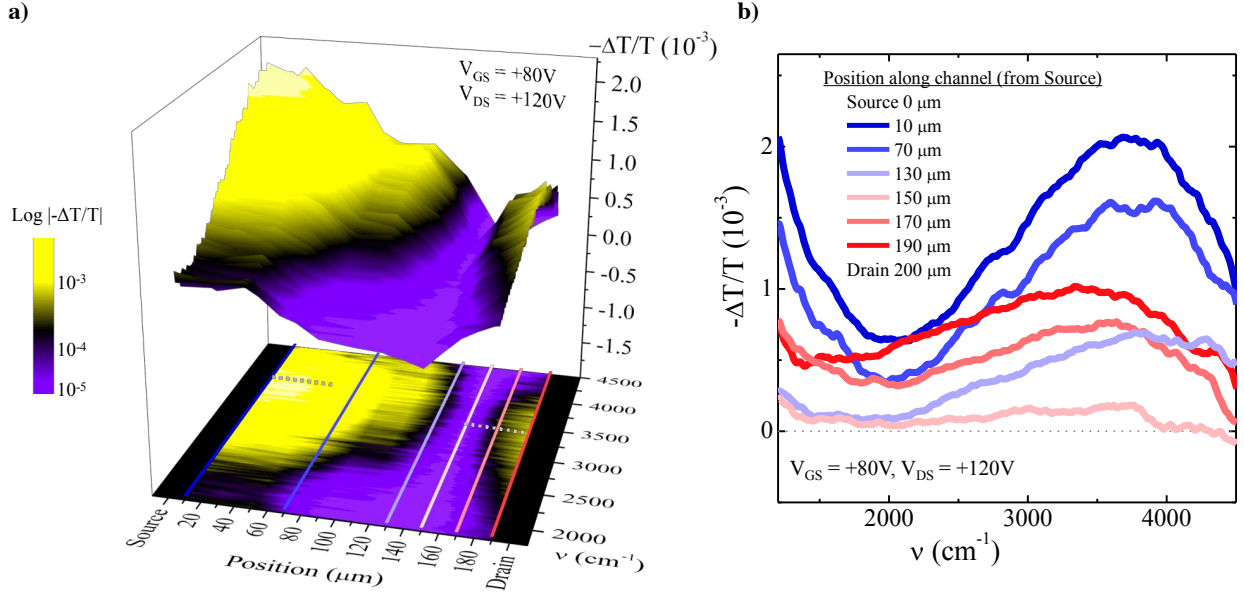 a)
−ΔT/T (10⁻³)
V_GS = +80V
V_DS = +120V
2.0
1.5
1.0
0.5
0.0
-0.5
-1.0
-1.5
Log |-ΔT/T|
10⁻³
10⁻⁴
10⁻⁵
4500
4000
3500
3000
2500
2000
ν (cm⁻¹)
Source
20
40
60
80
100
120
130
140
160
180
Drain
Position (μm)
b)
Position along channel (from Source)
Source 0 μm
10 μm
70 μm
130 μm
150 μm
170 μm
190 μm
Drain 200 μm
2
1
0
-ΔT/T (10⁻³)
V_GS = +80V, V_DS = +120V
2000 3000 4000
ν (cm⁻¹)